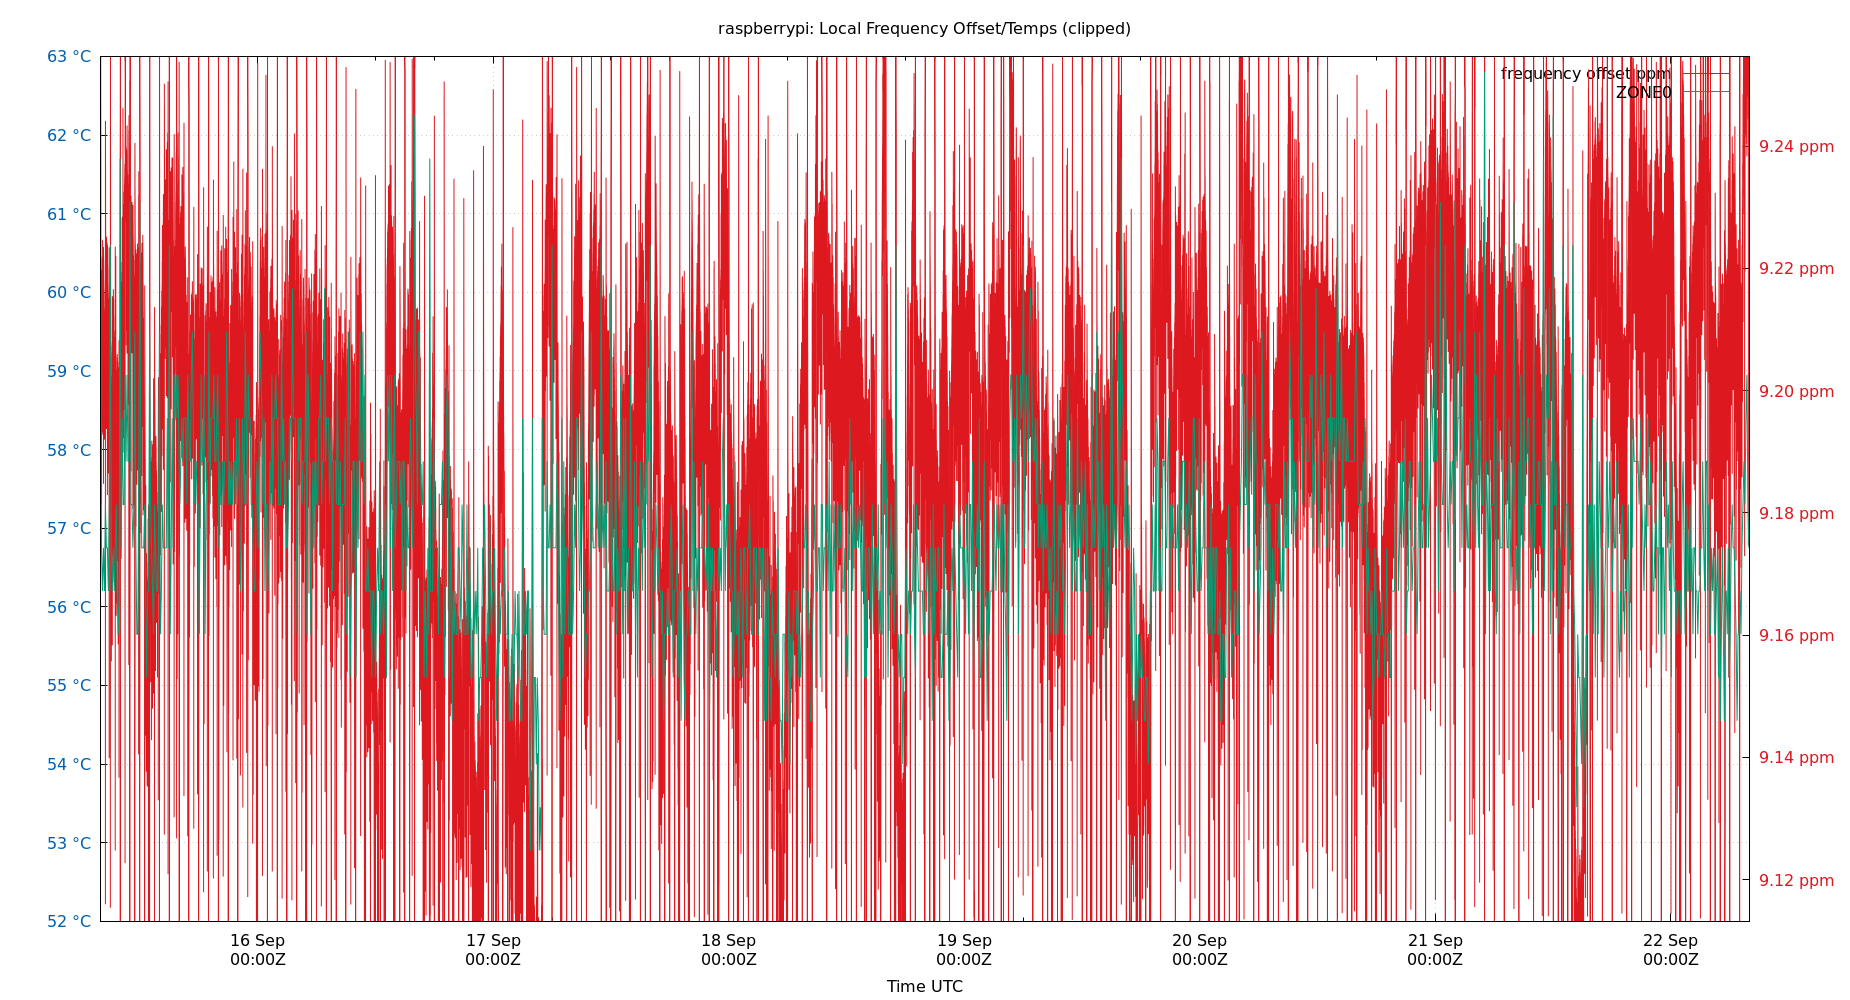 raspberrypi: Local Frequency Offset/Temps (clipped)
63 °C
62 °C
61 °C
60 °C
59 °C
58 °C
57 °C
56 °C
55 °C
54 °C
53 °C
52 °C
frequency offset ppm
ZONE0
9.24 ppm
9.22 ppm
9.20 ppm
9.18 ppm
9.16 ppm
9.14 ppm
9.12 ppm
16 Sep
00:00Z
17 Sep
00:00Z
18 Sep
00:00Z
19 Sep
00:00Z
20 Sep
00:00Z
21 Sep
00:00Z
22 Sep
00:00Z
Time UTC